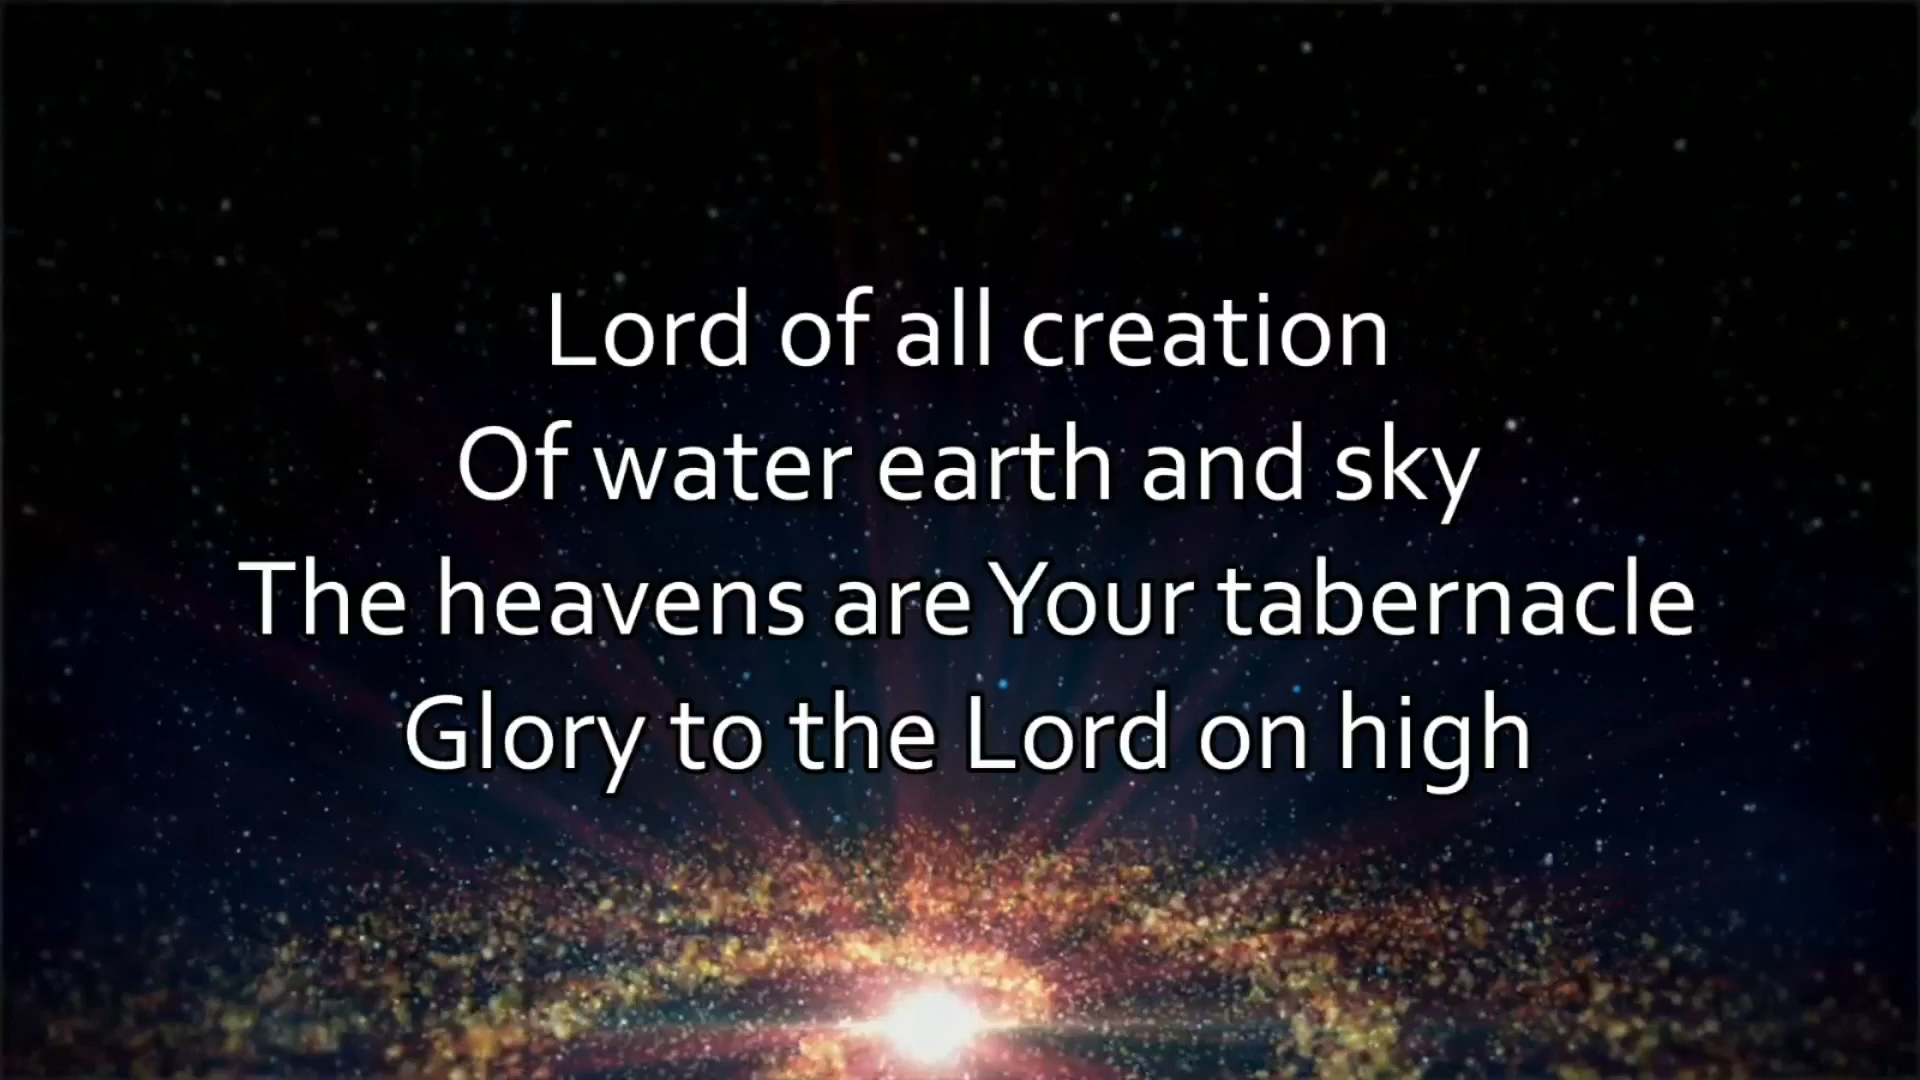 Lord of all creation
Of water earth and sky
The heavens are Your tabernacle
Glory to the Lord on high